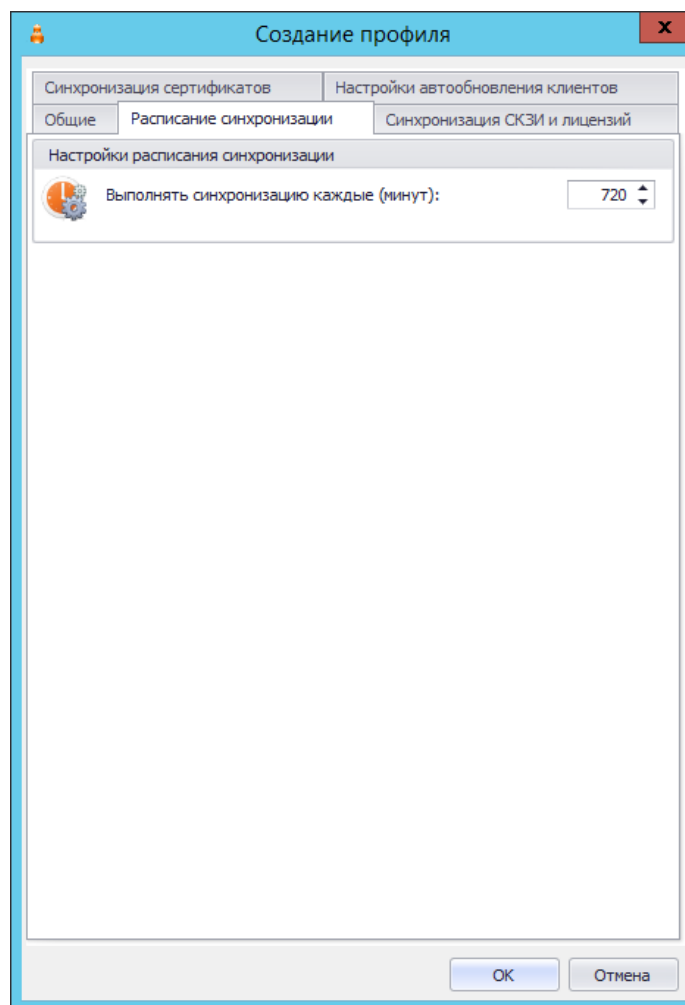 Создание профиля
x
Синхронизация сертификатов Настройки автообновления клиентов
Общие Расписание синхронизации Синхронизация СКЗИ и лицензий
Настройки расписания синхронизации
Выполнять синхронизацию каждые (минут): 720
ОК Отмена